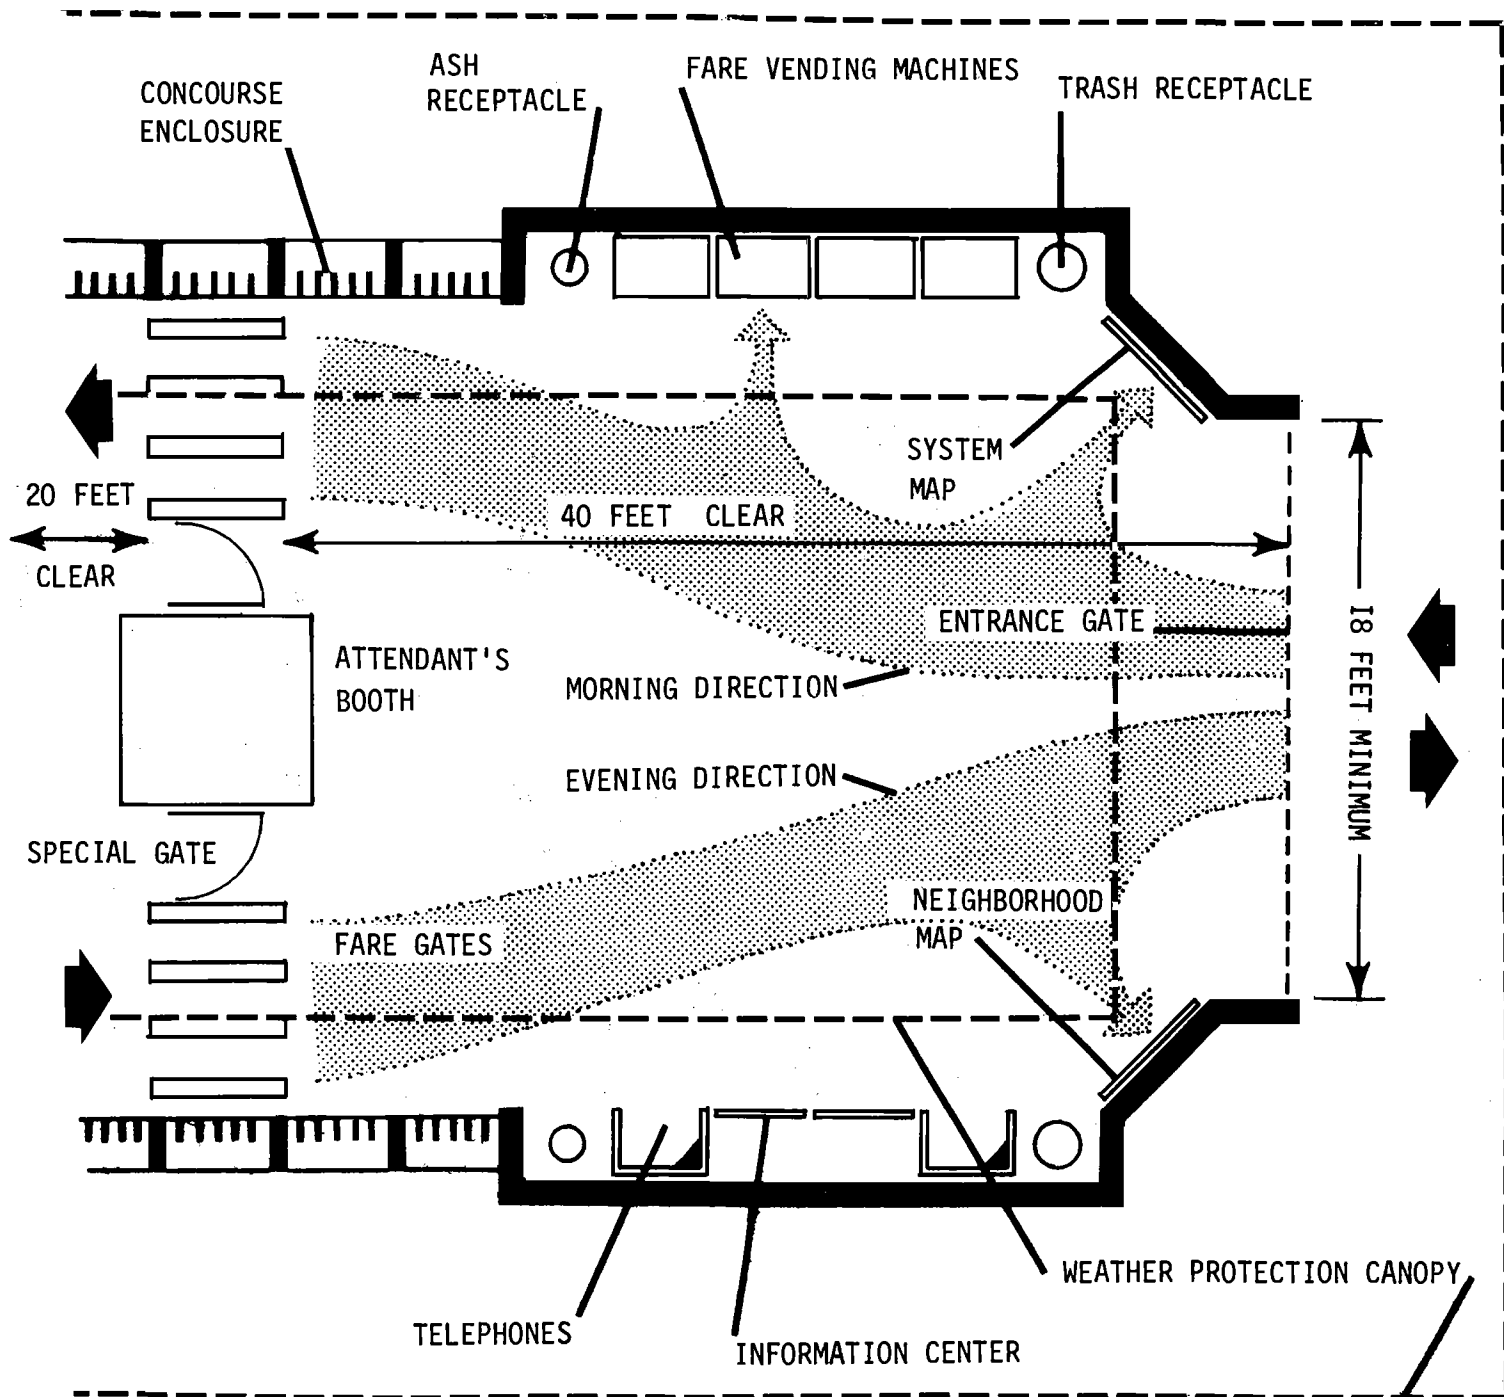 ASH
RECEPTACLE
FARE VENDING MACHINES
TRASH RECEPTACLE
CONCOURSE
ENCLOSURE
SYSTEM
MAP
20 FEET
CLEAR
40 FEET CLEAR
ENTRANCE GATE
18 FEET MINIMUM
ATTENDANT'S
BOOTH
MORNING DIRECTION
EVENING DIRECTION
SPECIAL GATE
NEIGHBORHOOD
MAP
FARE GATES
WEATHER PROTECTION CANOPY
TELEPHONES
INFORMATION CENTER